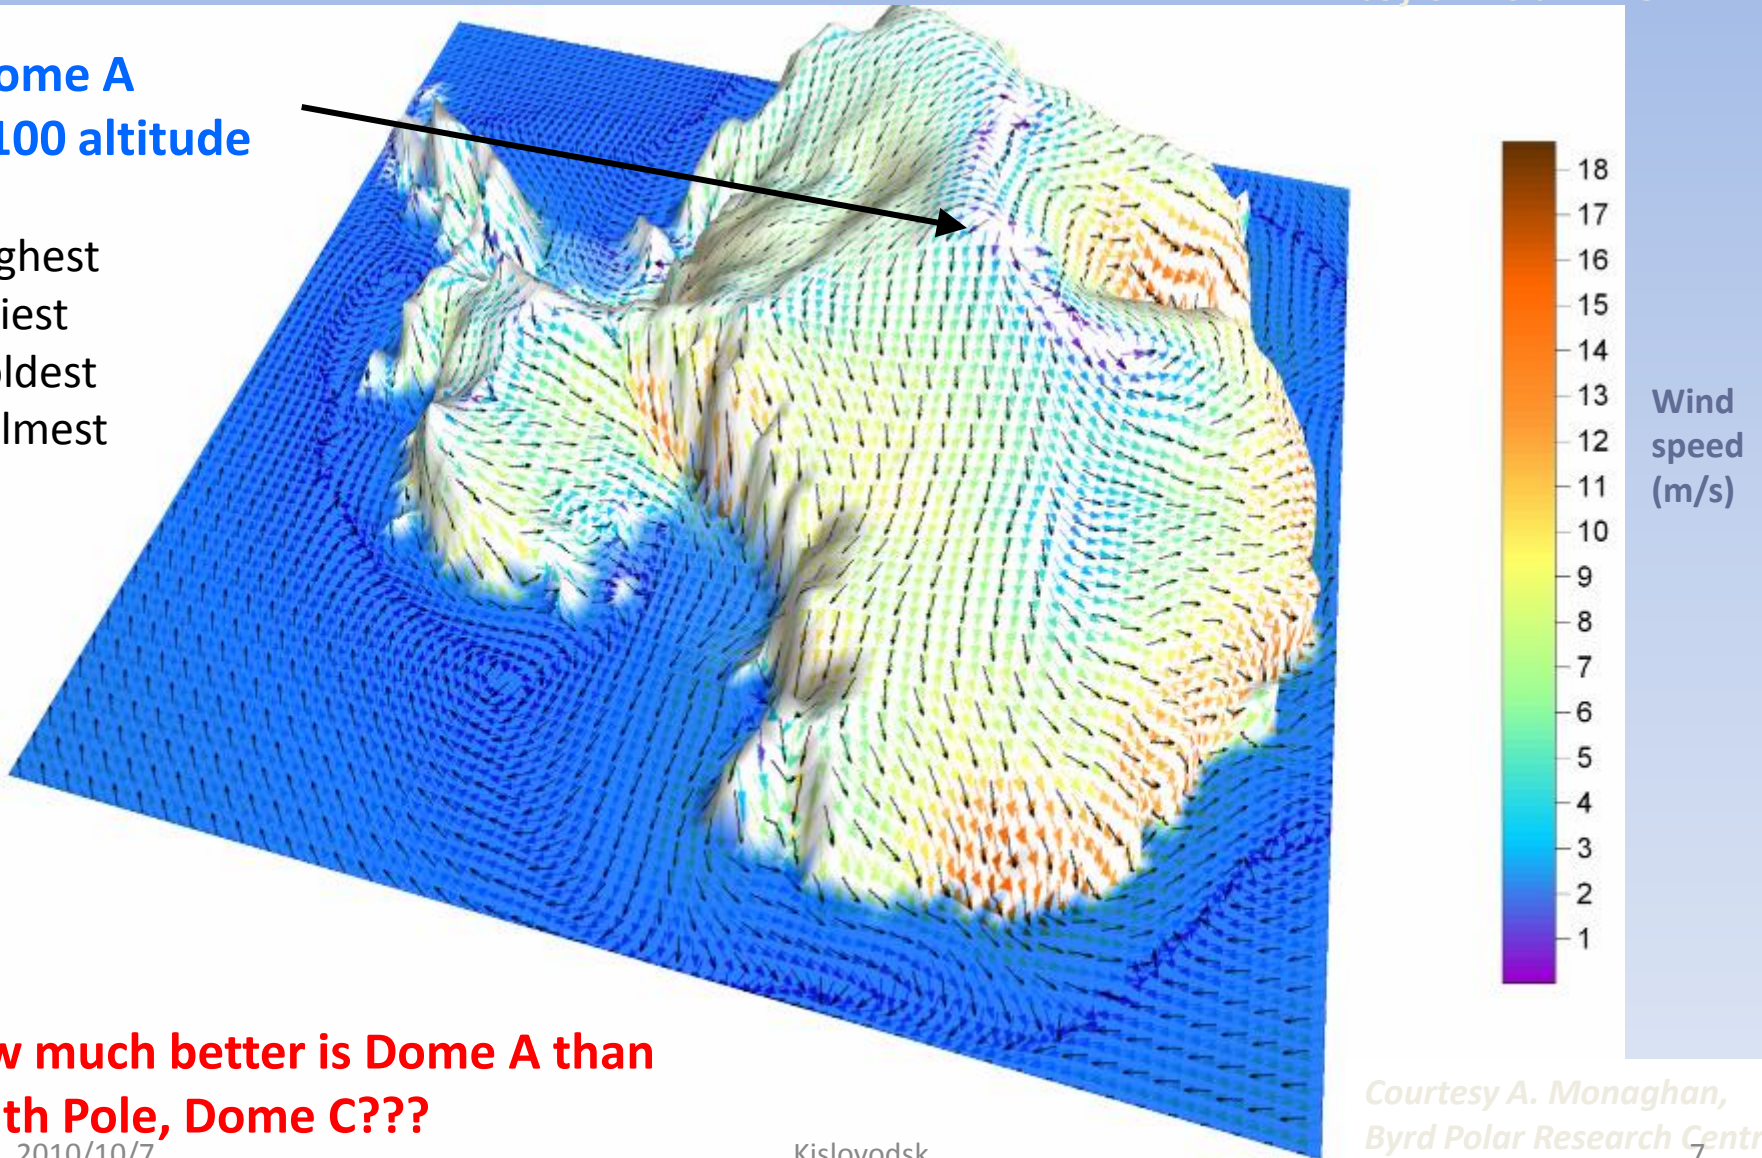 ome A
100 altitude
ghest
iest
oldest
lmest
18
17
16
15
14
13
12
11
10
9
8
7
6
5
4
3
2
1
Wind
speed
(m/s)
w much better is Dome A than
th Pole, Dome C???
Courtesy A. Monaghan,
Byrd Polar Research Centr
2010/10/7
Kislovodsk
7